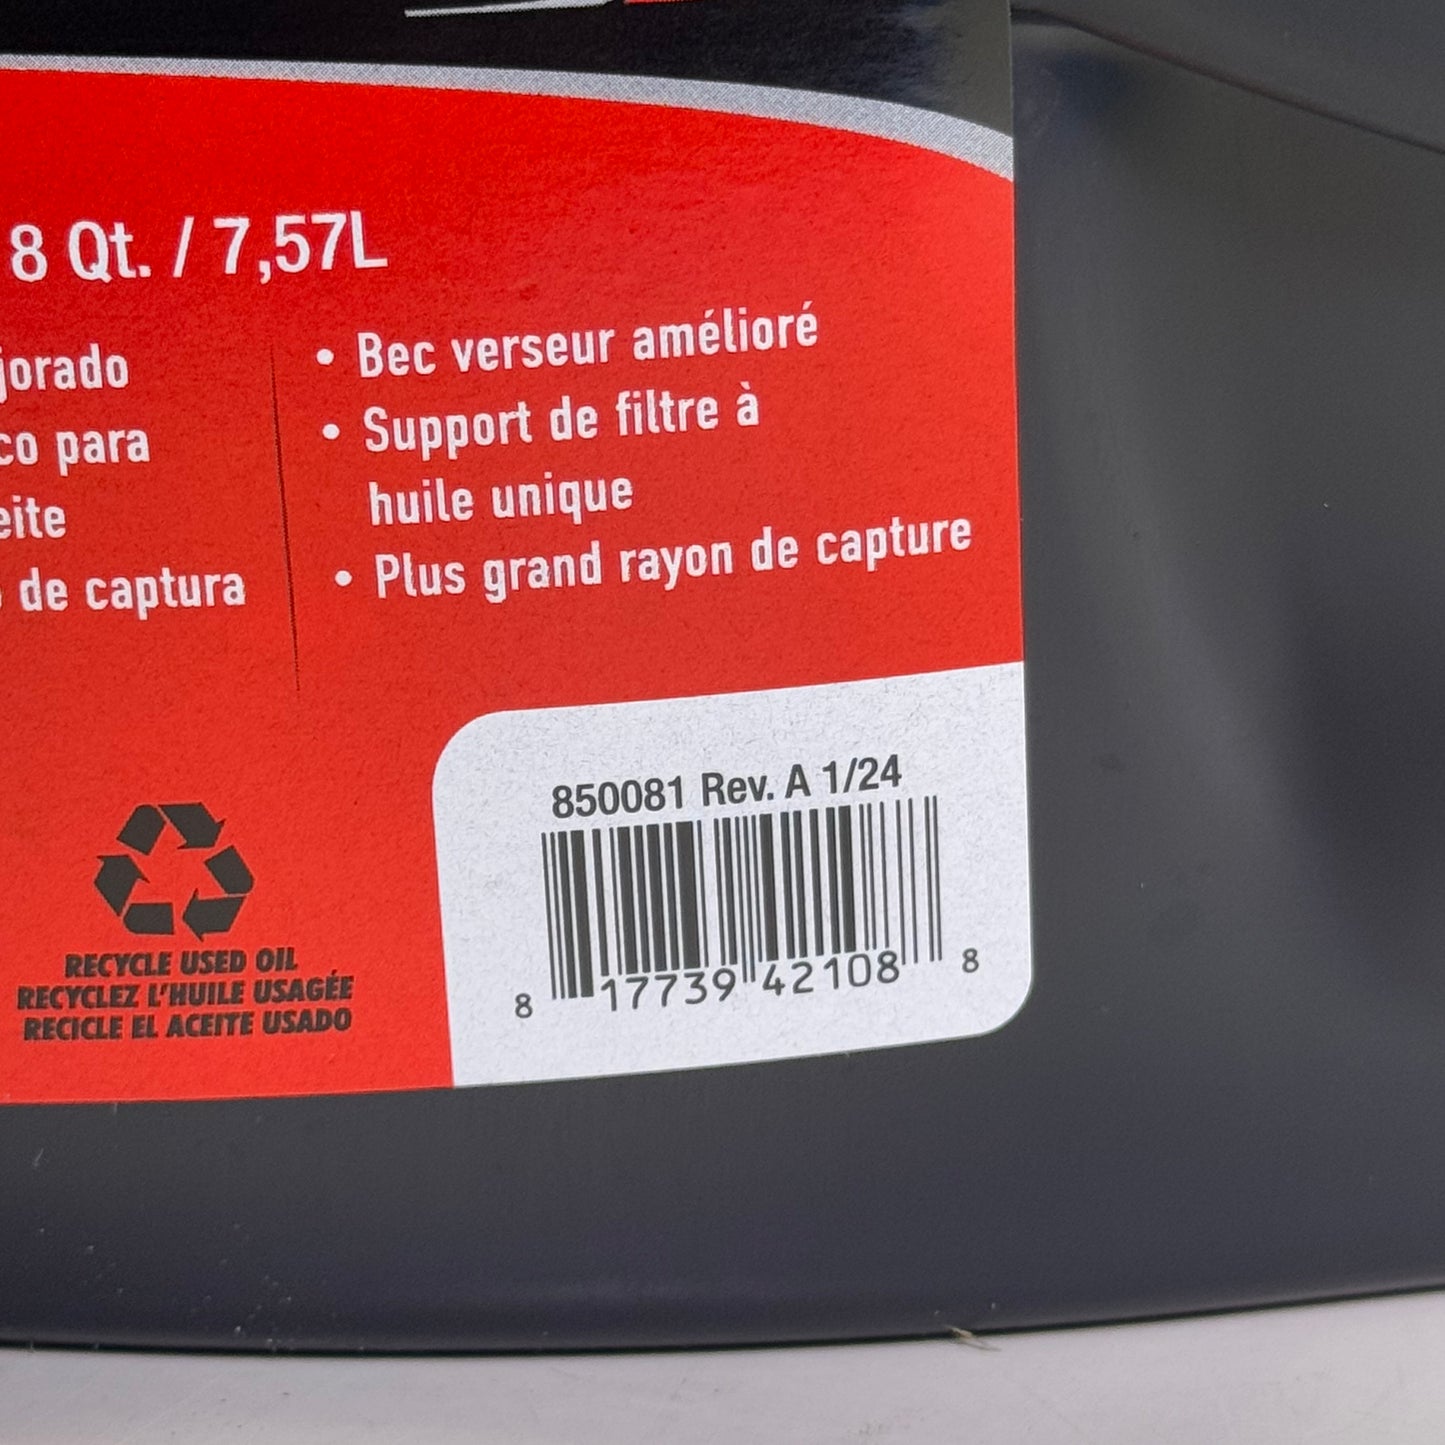 8 Qt. / 7,57L
jorado
co para
eite
de captura
• Bec verseur amélioré
• Support de filtre à
huile unique
• Plus grand rayon de capture
RECYCLE USED OIL
RECYCLEZ L'HUILE USAGÉE
RECICLE EL ACEITE USADO
850081 Rev. A 1/24
8 17739 42108 8